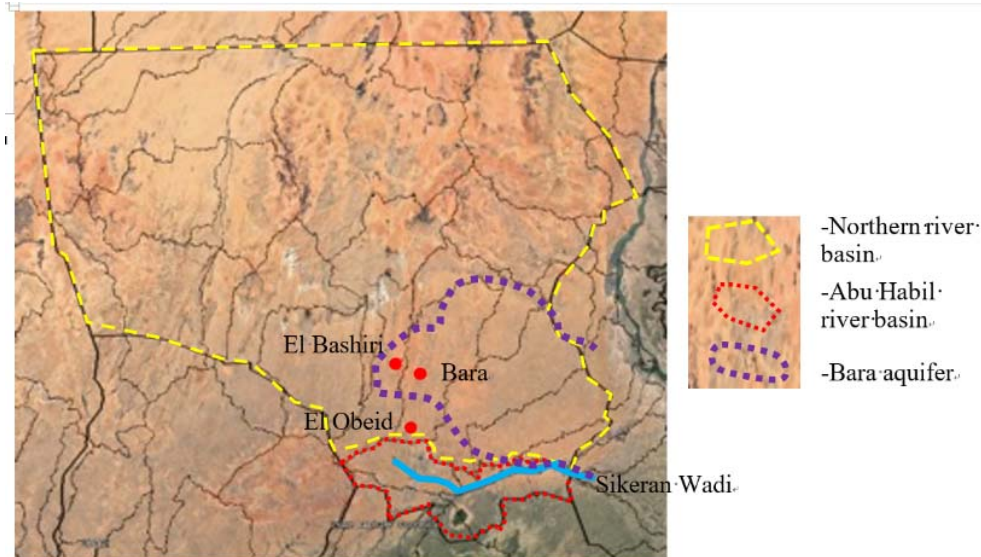 El Bashiri
Bara
El Obeid
Sikeran Wadi
-Northern river
basin
-Abu Habil
river basin
-Bara aquifer